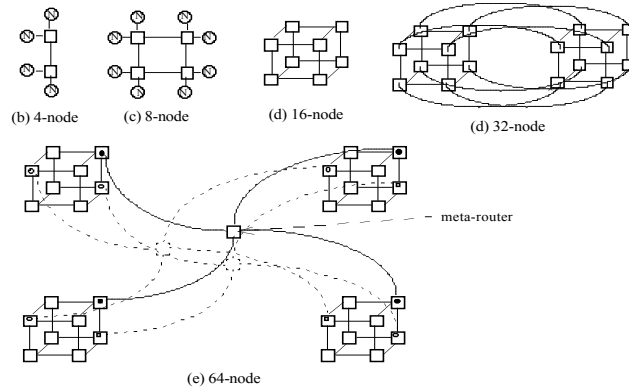 N N N N N N
N N N N N N
(b) 4-node
(c) 8-node
(d) 16-node
(d) 32-node
meta-router
(e) 64-node